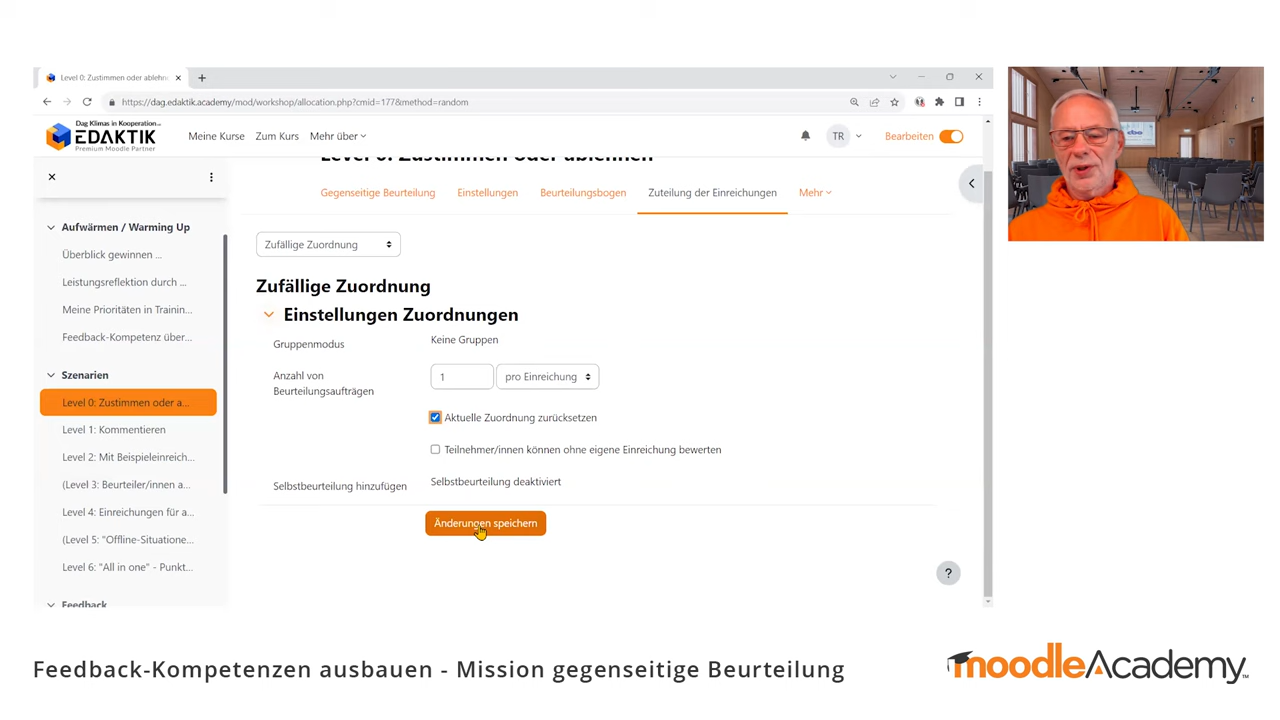 Level 0: Zustimmen oder ablehn
https://dag.edaktik.academy/mod/workshop/allocation.php?cmid=177&method=random
Dag Klimas in Kooperation
EDAKTIK
Premium Moodle Partner
Meine Kurse
Zum Kurs
Mehr über
TR
Bearbeiten
Level 0: Zustimmen oder ablehnen
Gegenseitige Beurteilung
Einstellungen
Beurteilungsbogen
Zuteilung der Einreichungen
Mehr
Aufwärmen / Warming Up
Überblick gewinnen ...
Leistungsreflektion durch ...
Meine Prioritäten in Trainin...
Feedback-Kompetenz über...
Szenarien
Level 0: Zustimmen oder a...
Level 1: Kommentieren
Level 2: Mit Beispieleinreich...
(Level 3: Beurteiler/innen a...
Level 4: Einreichungen für a...
(Level 5: "Offline-Situatione...
Level 6: "All in one" - Punkt...
Feedback
Zufällige Zuordnung
Zufällige Zuordnung
Einstellungen Zuordnungen
Gruppenmodus
Keine Gruppen
Anzahl von
Beurteilungsaufträgen
1
pro Einreichung
Aktuelle Zuordnung zurücksetzen
Teilnehmer/innen können ohne eigene Einreichung bewerten
Selbstbeurteilung hinzufügen
Selbstbeurteilung deaktiviert
Änderungen speichern
?
Feedback-Kompetenzen ausbauen - Mission gegenseitige Beurteilung
moodleAcademy™